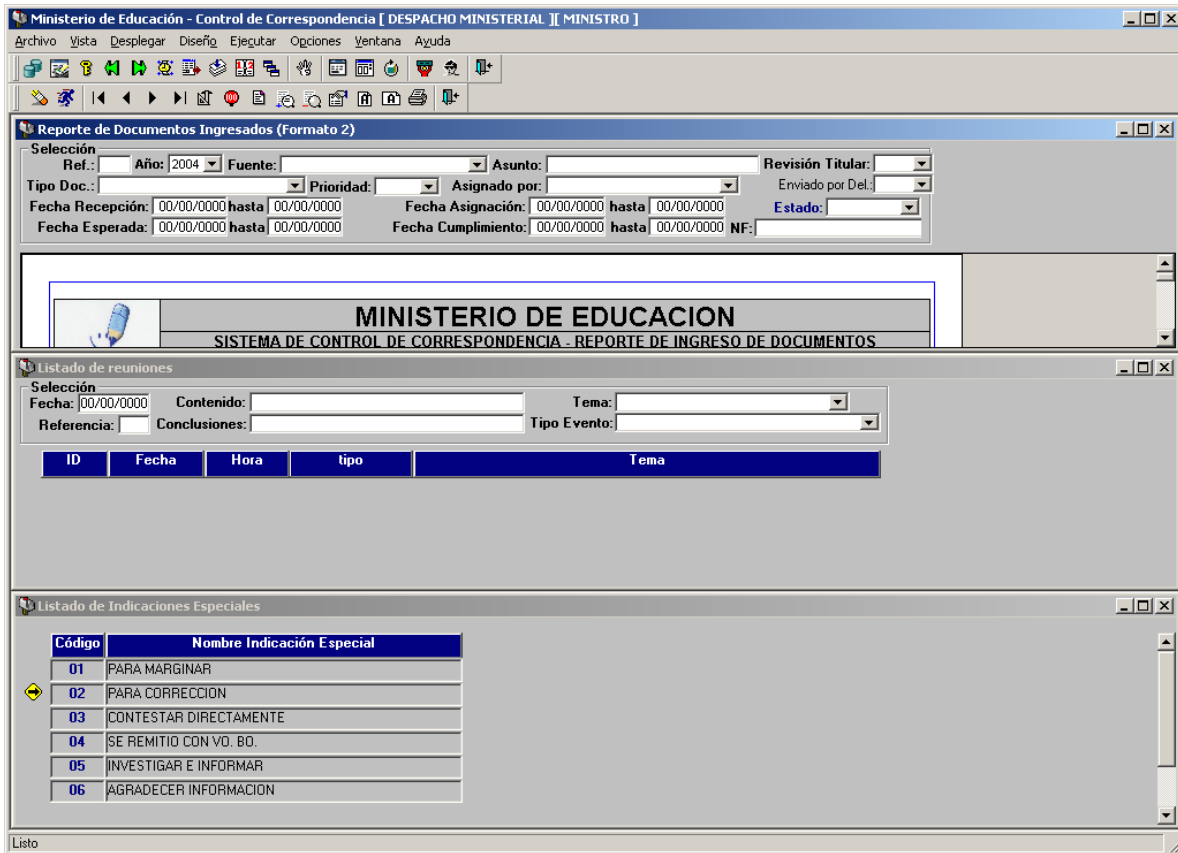 Ministerio de Educación - Control de Correspondencia [ DESPACHO MINISTERIAL ][ MINISTRO ]
Archivo Vista Desplegar Diseño Ejecutar Opciones Ventana Ayuda
Reporte de Documentos Ingresados (Formato 2)
Selección
Ref.: Año: 2004 Fuente: Asunto: Revisión Titular:
Tipo Doc.: Prioridad: Asignado por: Enviado por Del.:
Fecha Recepción: 00/00/0000 hasta 00/00/0000 Fecha Asignación: 00/00/0000 hasta 00/00/0000 Estado:
Fecha Esperada: 00/00/0000 hasta 00/00/0000 Fecha Cumplimiento: 00/00/0000 hasta 00/00/0000 NF:
MINISTERIO DE EDUCACION
SISTEMA DE CONTROL DE CORRESPONDENCIA - REPORTE DE INGRESO DE DOCUMENTOS
Listado de reuniones
Selección
Fecha: 00/00/0000 Contenido: Tema:
Referencia: Conclusiones: Tipo Evento:
ID Fecha Hora tipo Tema
Listado de Indicaciones Especiales
Código Nombre Indicación Especial
01 PARA MARGINAR
02 PARA CORRECCION
03 CONTESTAR DIRECTAMENTE
04 SE REMITIO CON VO. BO.
05 INVESTIGAR E INFORMAR
06 AGRADECER INFORMACION
Listo